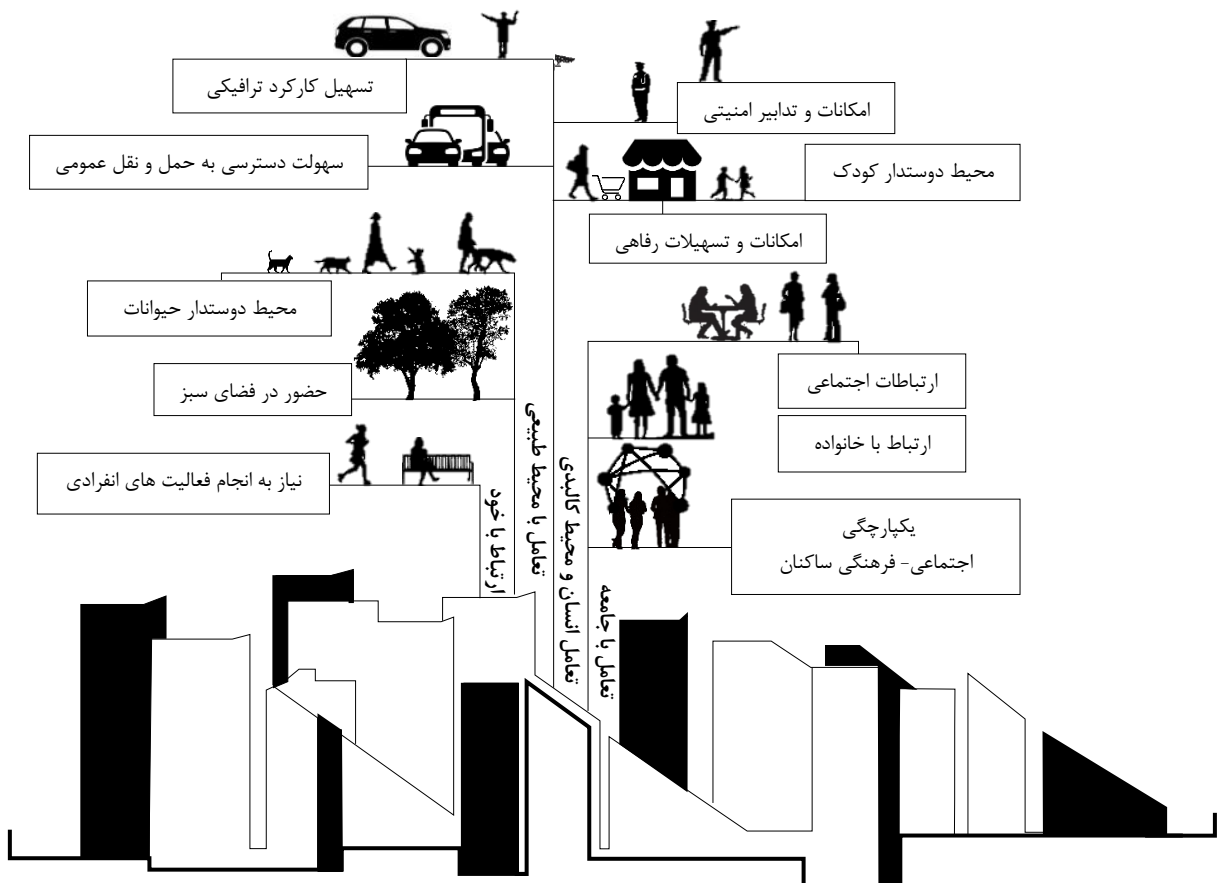 تسهیل کارکرد ترافیکی
امکانات و تدابیر امنیتی
سهولت دسترسی به حمل و نقل عمومی
محیط دوستدار کودک
امکانات و تسهیلات رفاهی
محیط دوستدار حیوانات
ارتباطات اجتماعی
حضور در فضای سبز
ارتباط با خانواده
نیاز به انجام فعالیت های انفرادی
یکپارچگی
اجتماعی- فرهنگی ساکنان
تعامل با جامعه
تعامل انسان و محیط کالبدی
تعامل با محیط طبیعی
ارتباط با خود